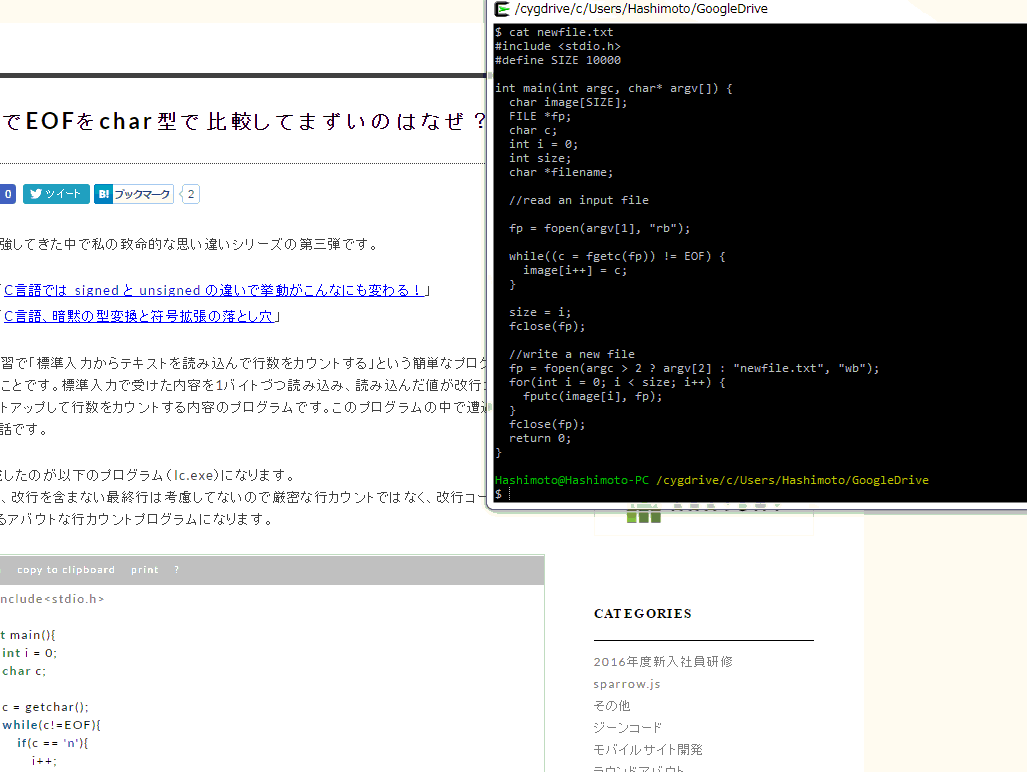 /cygdrive/c/Users/Hashimoto/GoogleDrive
$ cat newfile.txt
#include <stdio.h>
#define SIZE 10000
int main(int argc, char* argv[]) {
char image[SIZE];
FILE *fp;
char c;
int i = 0;
int size;
char *filename;
//read an input file
fp = fopen(argv[1], "rb");
while((c = fgetc(fp)) != EOF) {
image[i++] = c;
}
size = i;
fclose(fp);
//write a new file
fp = fopen(argc > 2 ? argv[2] : "newfile.txt", "wb");
for(int i = 0; i < size; i++) {
fputc(image[i], fp);
}
fclose(fp);
return 0;
}
Hashimoto@Hashimoto-PC /cygdrive/c/Users/Hashimoto/GoogleDrive
$
でEOFをchar型で比較してまずいのはなぜ？
0 ツイート B! ブックマーク 2
強してきた中で私の致命的な思い違いシリーズの第三弾です。
「C言語では signed と unsigned の違いで挙動がこんなにも変わる！」
「C言語、暗黙の型変換と符号拡張の落とし穴」
習で「標準入力からテキストを読み込んで行数をカウントする」という簡単なプログ
ことです。標準入力で受けた内容を1バイトづつ読み込み、読み込んだ値が改行
トアップして行数をカウントする内容のプログラムです。このプログラムの中で遭遇
話です。
したのが以下のプログラム（lc.exe）になります。
、改行を含まない最終行は考慮してないので厳密な行カウントではなく、改行コー
るアバウトな行カウントプログラムになります。
copy to clipboard print ?
nclude<stdio.h>
t main(){
int i = 0;
char c;
c = getchar();
while(c!=EOF){
if(c == 'n'){
i++;
CATEGORIES
2016年度新入社員研修
sparrow.js
その他
ジーンコード
モバイルサイト開発
ラウンドアバウト